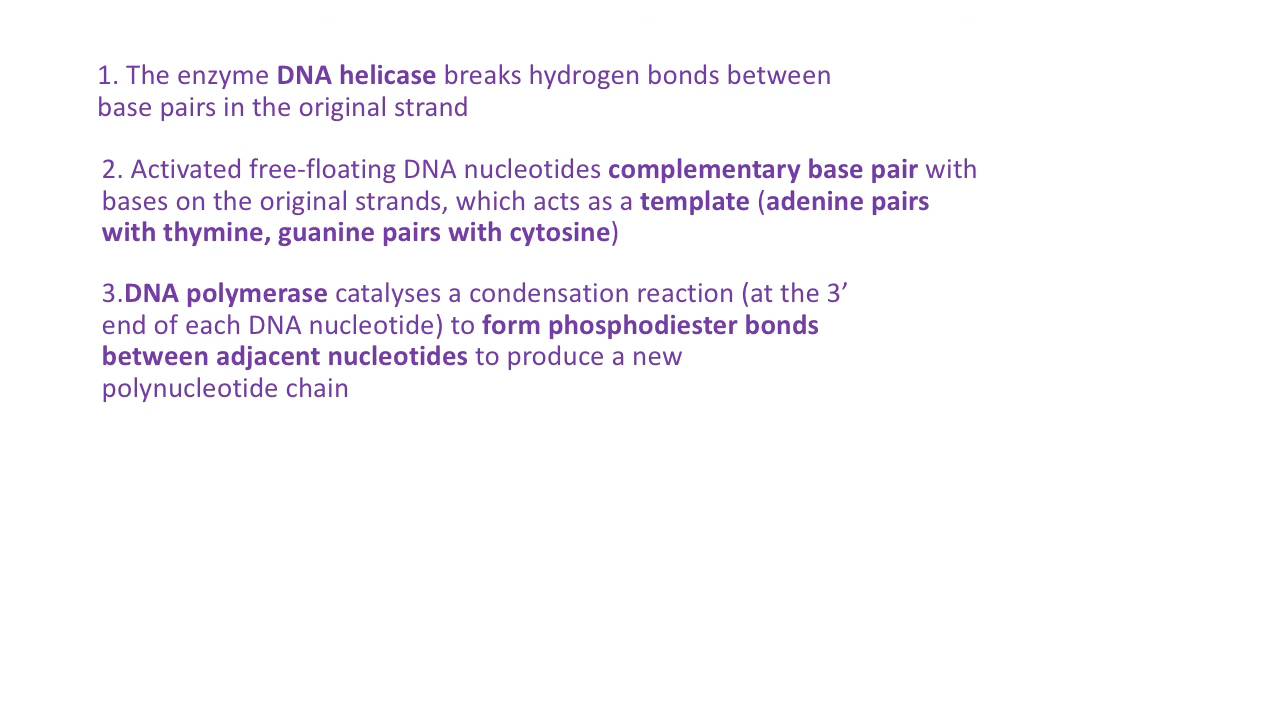 1. The enzyme DNA helicase breaks hydrogen bonds between
base pairs in the original strand
2. Activated free-floating DNA nucleotides complementary base pair with
bases on the original strands, which acts as a template (adenine pairs
with thymine, guanine pairs with cytosine)
3.DNA polymerase catalyses a condensation reaction (at the 3’
end of each DNA nucleotide) to form phosphodiester bonds
between adjacent nucleotides to produce a new
polynucleotide chain